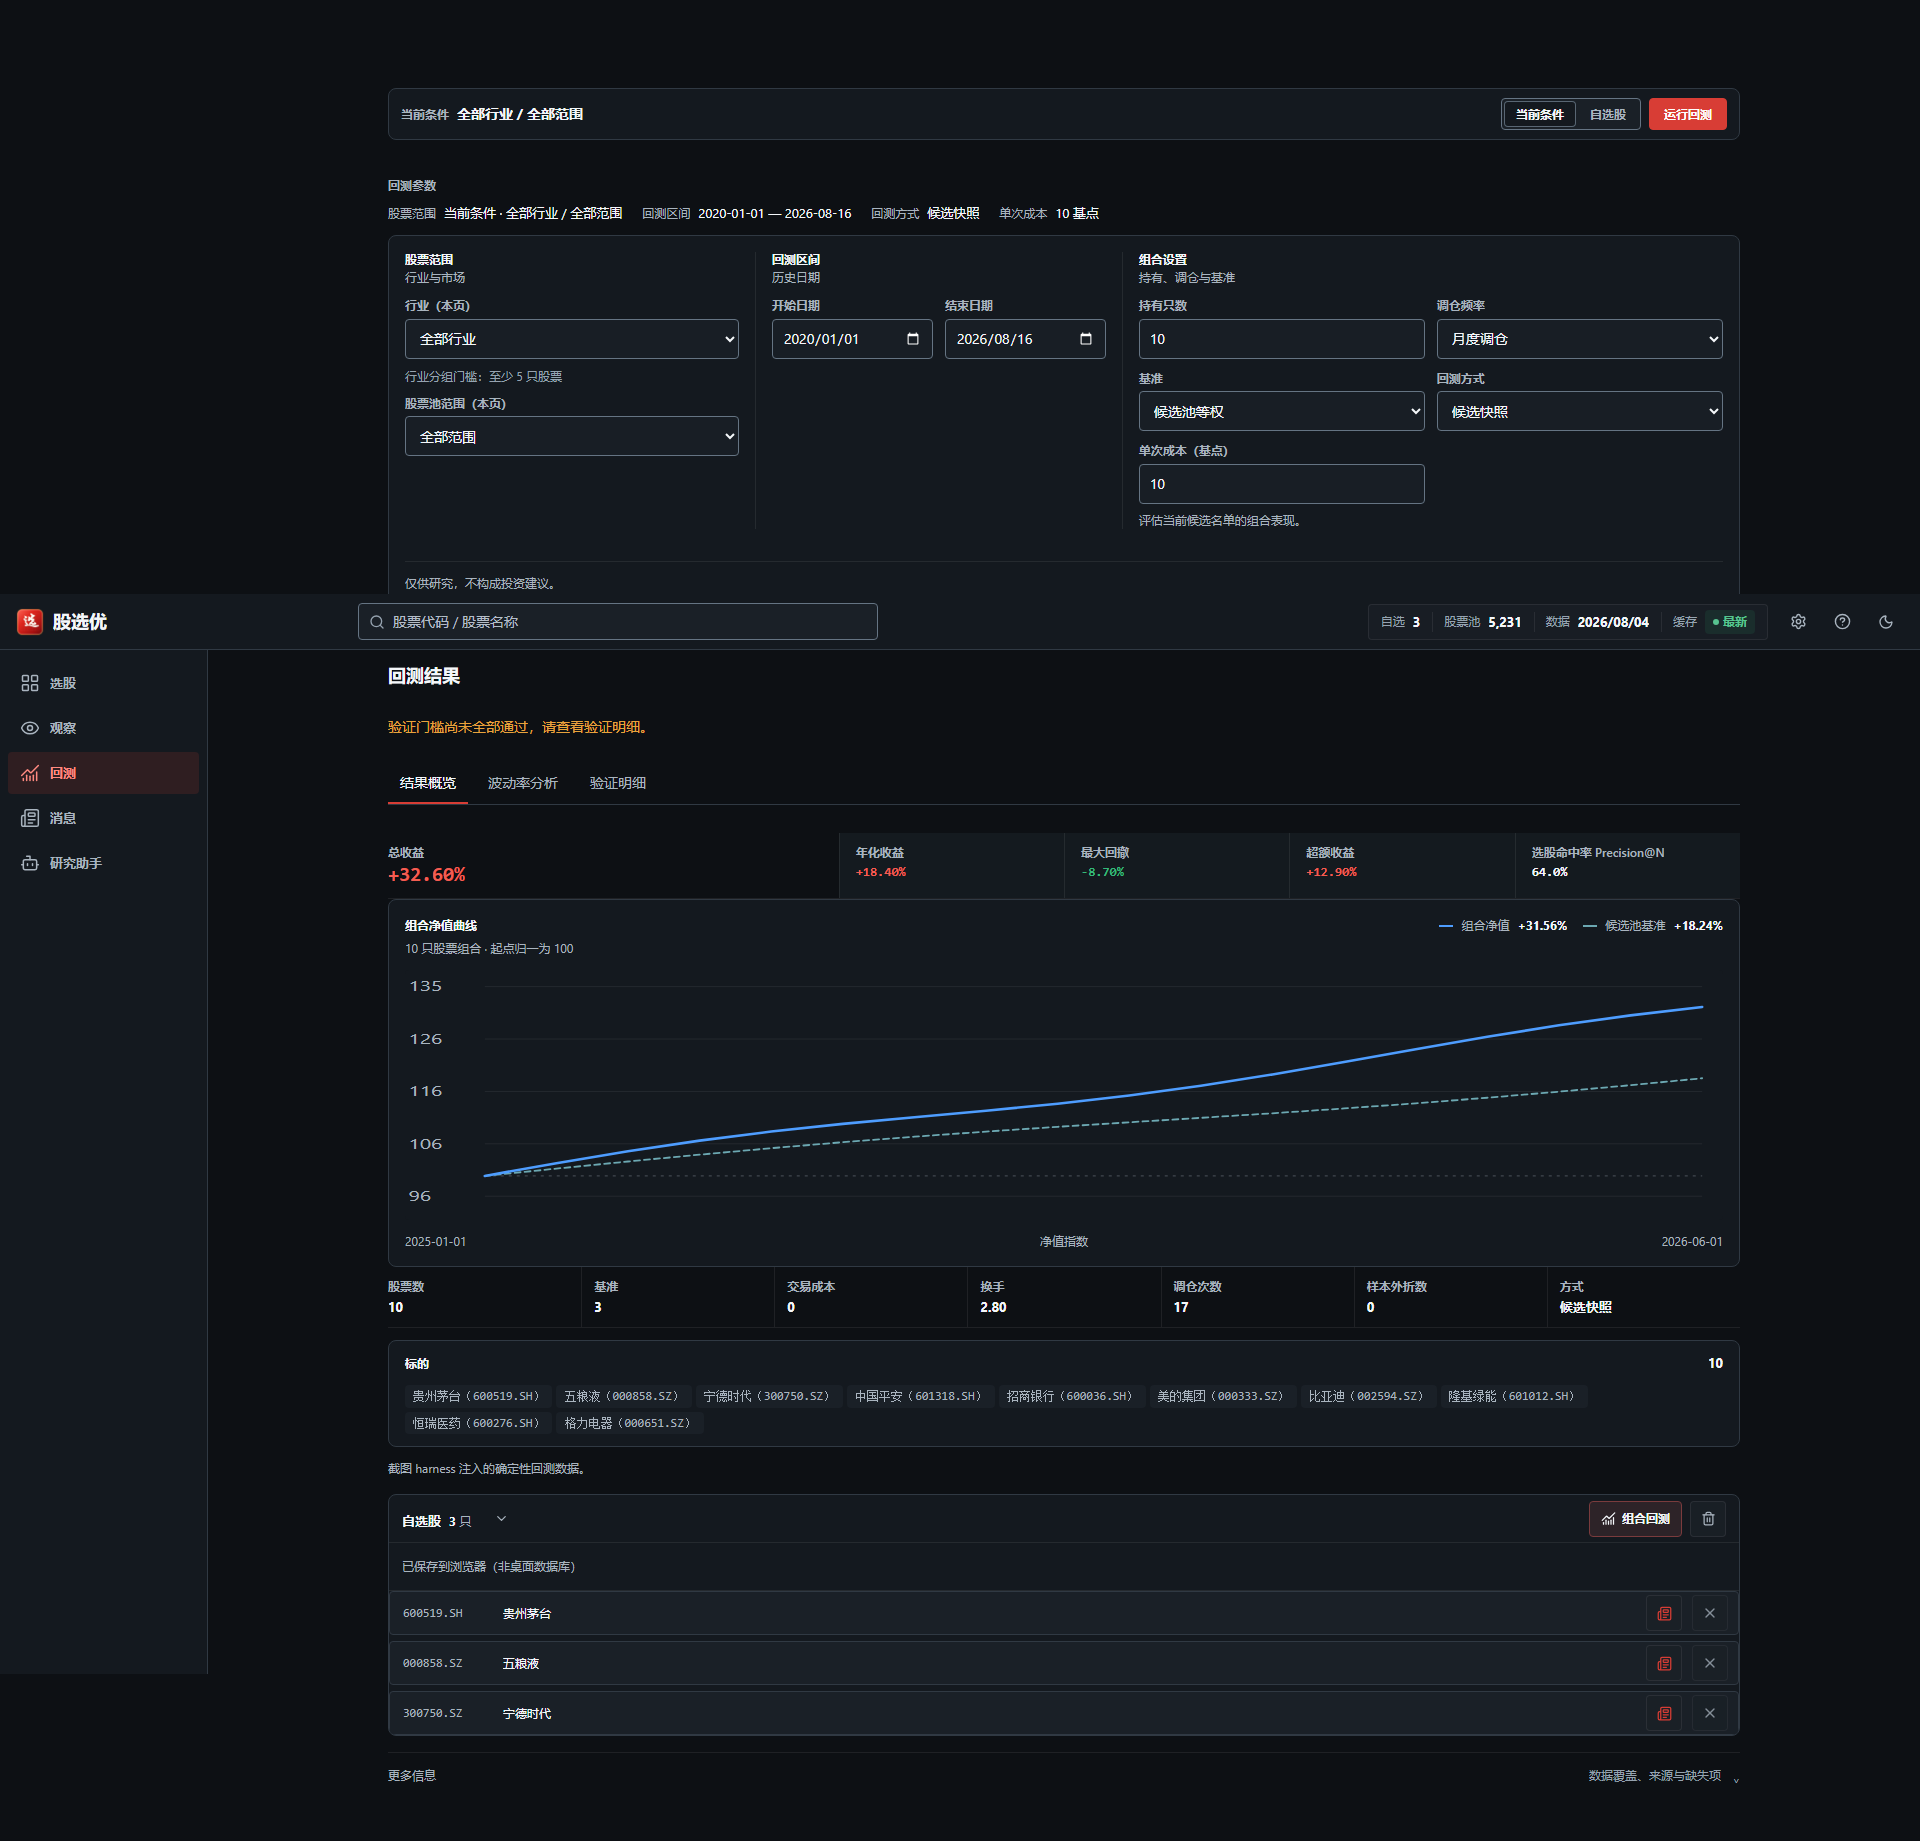 当前条件 全部行业 / 全部范围 当前条件 自选股 运行回测
回测参数
股票范围 当前条件 · 全部行业 / 全部范围 回测区间 2020-01-01 — 2026-08-16 回测方式 候选快照 单次成本 10 基点
股票范围
行业与市场
行业（本页）
全部行业
行业分组门槛：至少 5 只股票
股票池范围（本页）
全部范围
回测区间
历史日期
开始日期 结束日期
2020/01/01 2026/08/16
组合设置
持有、调仓与基准
持有只数 调仓频率
10 月度调仓
基准 回测方式
候选池等权 候选快照
单次成本（基点）
10
评估当前候选名单的组合表现。
仅供研究，不构成投资建议。
选 股选优 股票代码 / 股票名称 自选 3 股票池 5,231 数据 2026/08/04 缓存 最新
选股
观察
回测
消息
研究助手
回测结果
验证门槛尚未全部通过，请查看验证明细。
结果概览 波动率分析 验证明细
总收益 年化收益 最大回撤 超额收益 选股命中率 Precision@N
+32.60% +18.40% -8.70% +12.90% 64.0%
组合净值曲线 组合净值 +31.56% 候选池基准 +18.24%
10 只股票组合 · 起点归一为 100
135
126
116
106
96
2025-01-01 净值指数 2026-06-01
股票数 基准 交易成本 换手 调仓次数 样本外折数 方式
10 3 0 2.80 17 0 候选快照
标的 10
贵州茅台（600519.SH） 五粮液（000858.SZ） 宁德时代（300750.SZ） 中国平安（601318.SH） 招商银行（600036.SH） 美的集团（000333.SZ） 比亚迪（002594.SZ） 隆基绿能（601012.SH）
恒瑞医药（600276.SH） 格力电器（000651.SZ）
截图 harness 注入的确定性回测数据。
自选股 3 只 组合回测
已保存到浏览器（非桌面数据库）
600519.SH 贵州茅台
000858.SZ 五粮液
300750.SZ 宁德时代
更多信息 数据覆盖、来源与缺失项